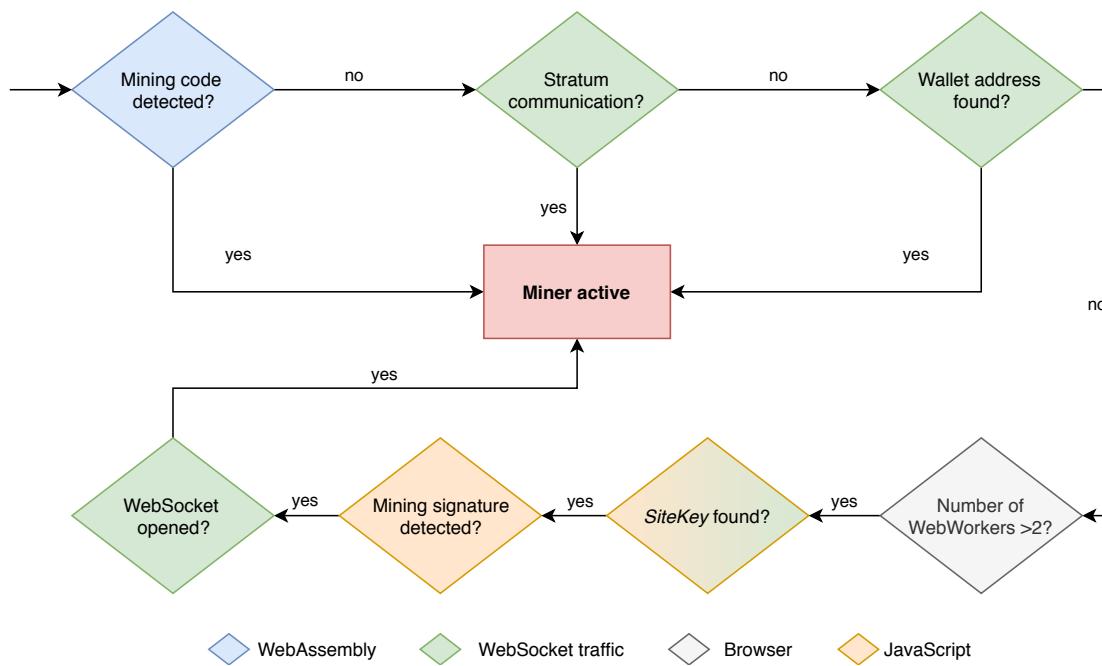 Mining code
detected?
no
Stratum
communication?
no
Wallet address
found?
yes
yes
yes
Miner active
no
yes
WebSocket
opened?
yes
Mining signature
detected?
yes
SiteKey found?
yes
Number of
WebWorkers >2?
WebAssembly
WebSocket traffic
Browser
JavaScript